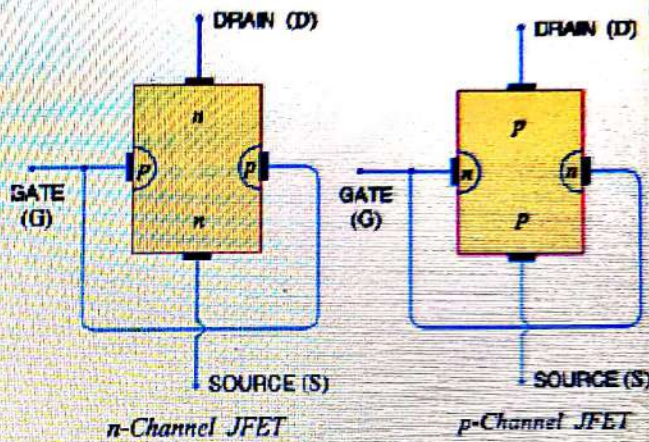 DRAIN (D)
n
p
p
GATE
(G)
n
SOURCE (S)
n-Channel JFET
DRAIN (D)
p
n
n
GATE
(G)
p
SOURCE (S)
p-Channel JFET